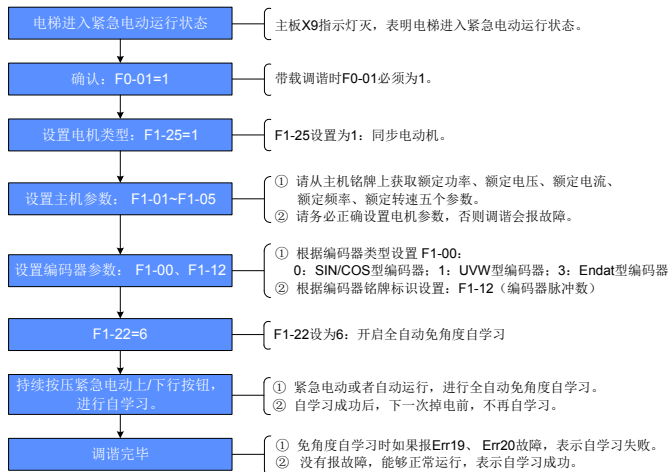 电梯进入紧急电动运行状态
主板X9指示灯灭，表明电梯进入紧急电动运行状态。
确认：F0-01=1
带载调谐时F0-01必须为1。
设置电机类型：F1-25=1
F1-25设置为1：同步电动机。
设置主机参数：F1-01~F1-05
① 请从主机铭牌上获取额定功率、额定电压、额定电流、
额定频率、额定转速五个参数。
② 请务必正确设置电机参数，否则调谐会报故障。
设置编码器参数： F1-00、F1-12
① 根据编码器类型设置 F1-00：
0：SIN/COS型编码器；1：UVW型编码器；3：Endat型编码器
② 根据编码器铭牌标识设置：F1-12（编码器脉冲数）
F1-22=6
F1-22设为6：开启全自动免角度自学习
持续按压紧急电动上/下行按钮，
进行自学习。
① 紧急电动或者自动运行，进行全自动免角度自学习。
② 自学习成功后，下一次掉电前，不再自学习。
调谐完毕
① 免角度自学习时如果报Err19、 Err20故障，表示自学习失败。
② 没有报故障，能够正常运行，表示自学习成功。